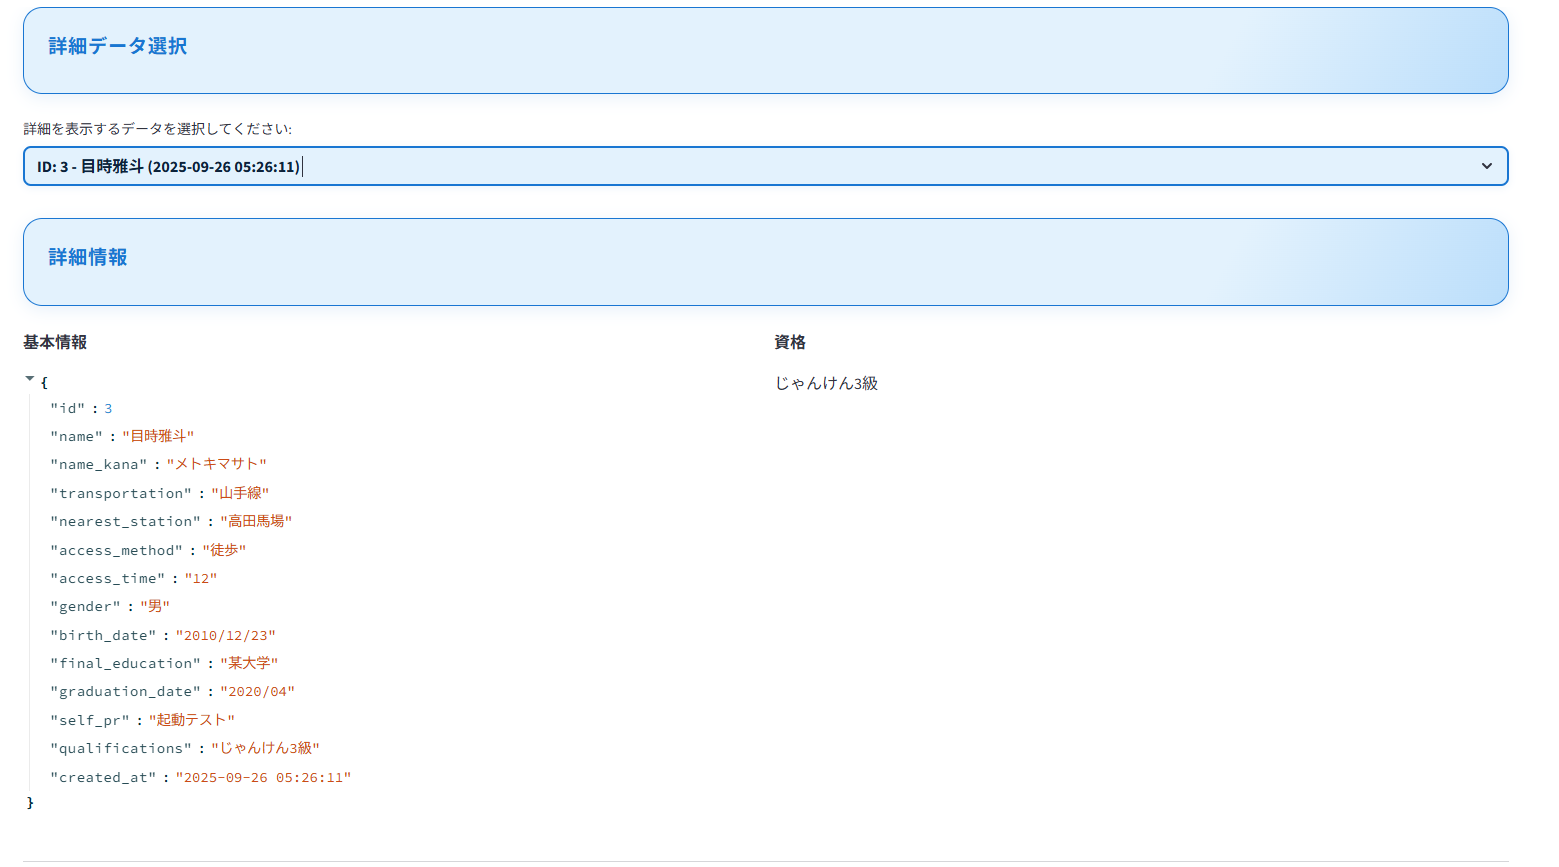 詳細データ選択
詳細を表示するデータを選択してください:
ID: 3 - 目時雅斗 (2025-09-26 05:26:11)
詳細情報
基本情報
{
"id" : 3
"name" : "目時雅斗"
"name_kana" : "メトキマサト"
"transportation" : "山手線"
"nearest_station" : "高田馬場"
"access_method" : "徒歩"
"access_time" : "12"
"gender" : "男"
"birth_date" : "2010/12/23"
"final_education" : "某大学"
"graduation_date" : "2020/04"
"self_pr" : "起動テスト"
"qualifications" : "じゃんけん3級"
"created_at" : "2025-09-26 05:26:11"
}
資格
じゃんけん3級